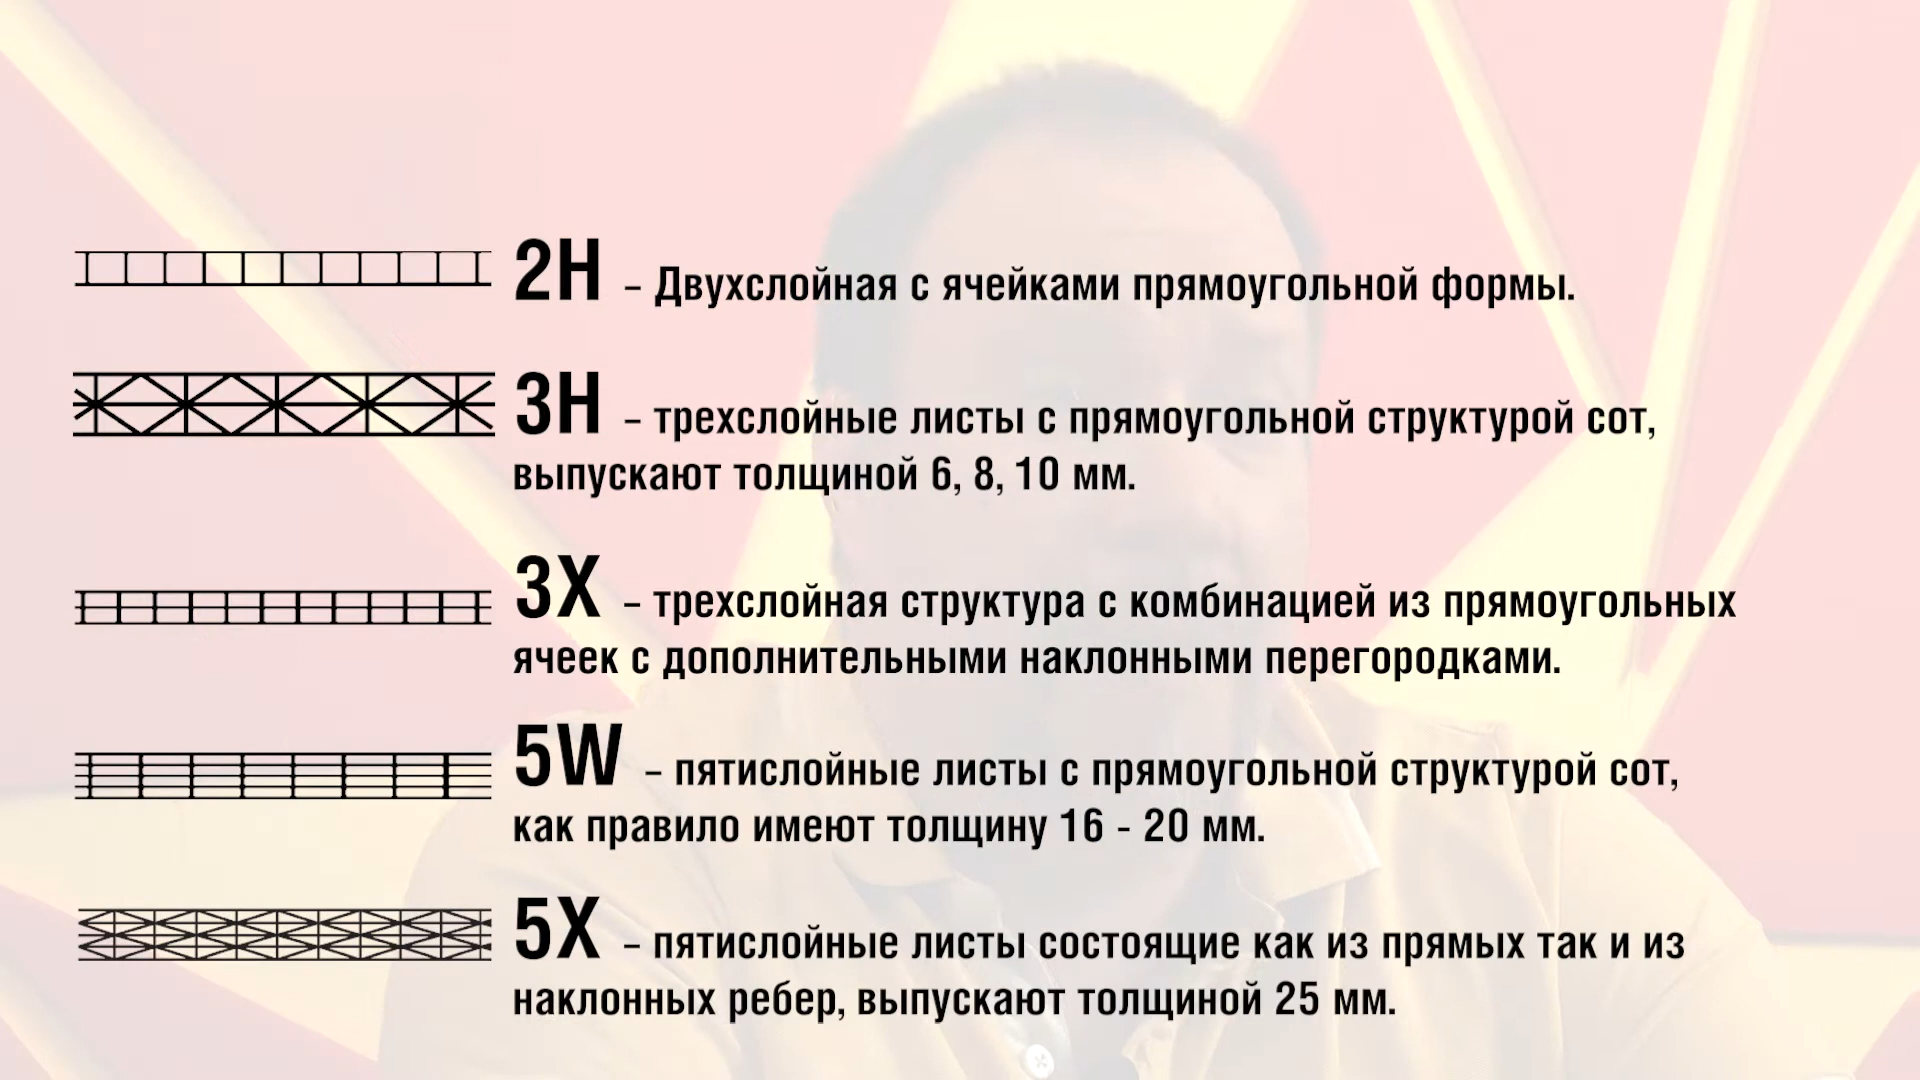 2H – Двухслойная с ячейками прямоугольной формы.
3H – трехслойные листы с прямоугольной структурой сот,
выпускают толщиной 6, 8, 10 мм.
3X – трехслойная структура с комбинацией из прямоугольных
ячеек с дополнительными наклонными перегородками.
5W – пятислойные листы с прямоугольной структурой сот,
как правило имеют толщину 16 - 20 мм.
5X – пятислойные листы состоящие как из прямых так и из
наклонных ребер, выпускают толщиной 25 мм.